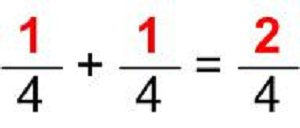 1/4 + 1/4 = 2/4